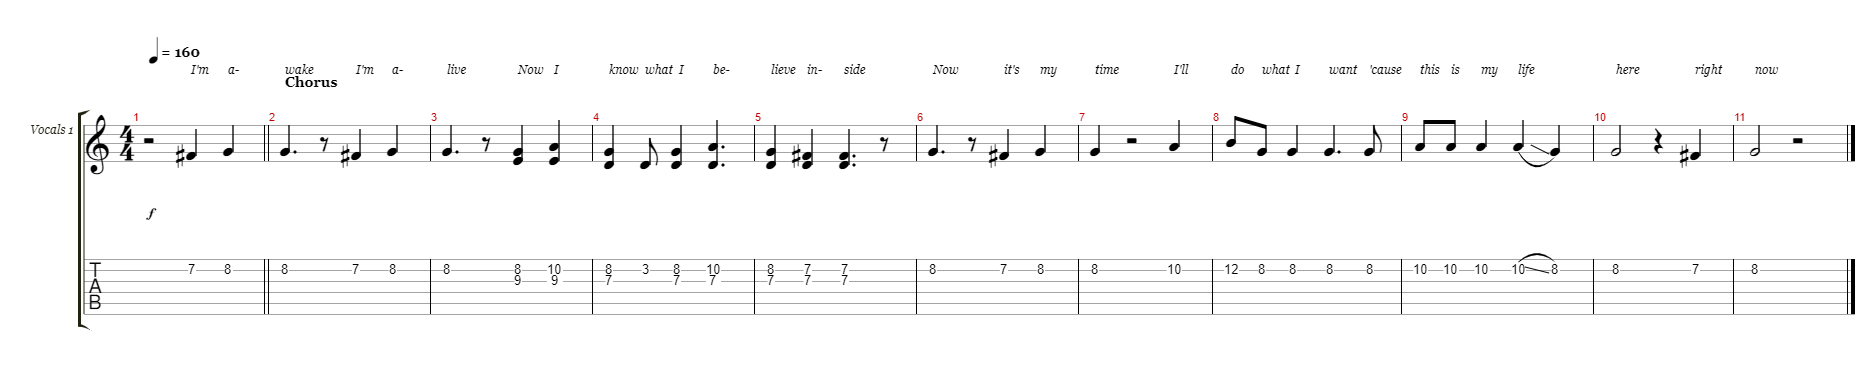 = 160
I'm a- wake I'm a- live Now I know what I be- lieve in- side Now it's my time I'll do what I want 'cause this is my life here right now
Chorus
Vocals 1
1 2 3 4 5 6 7 8 9 10 11
4
4
f
T
A
B
7 8 8 7 8 8 8 10 8 3 8 10 8 7 7 8 7 8 8 10 12 8 8 8 8 10 10 10 10 8 8 7 8
9 9 7 7 7 7 7 7